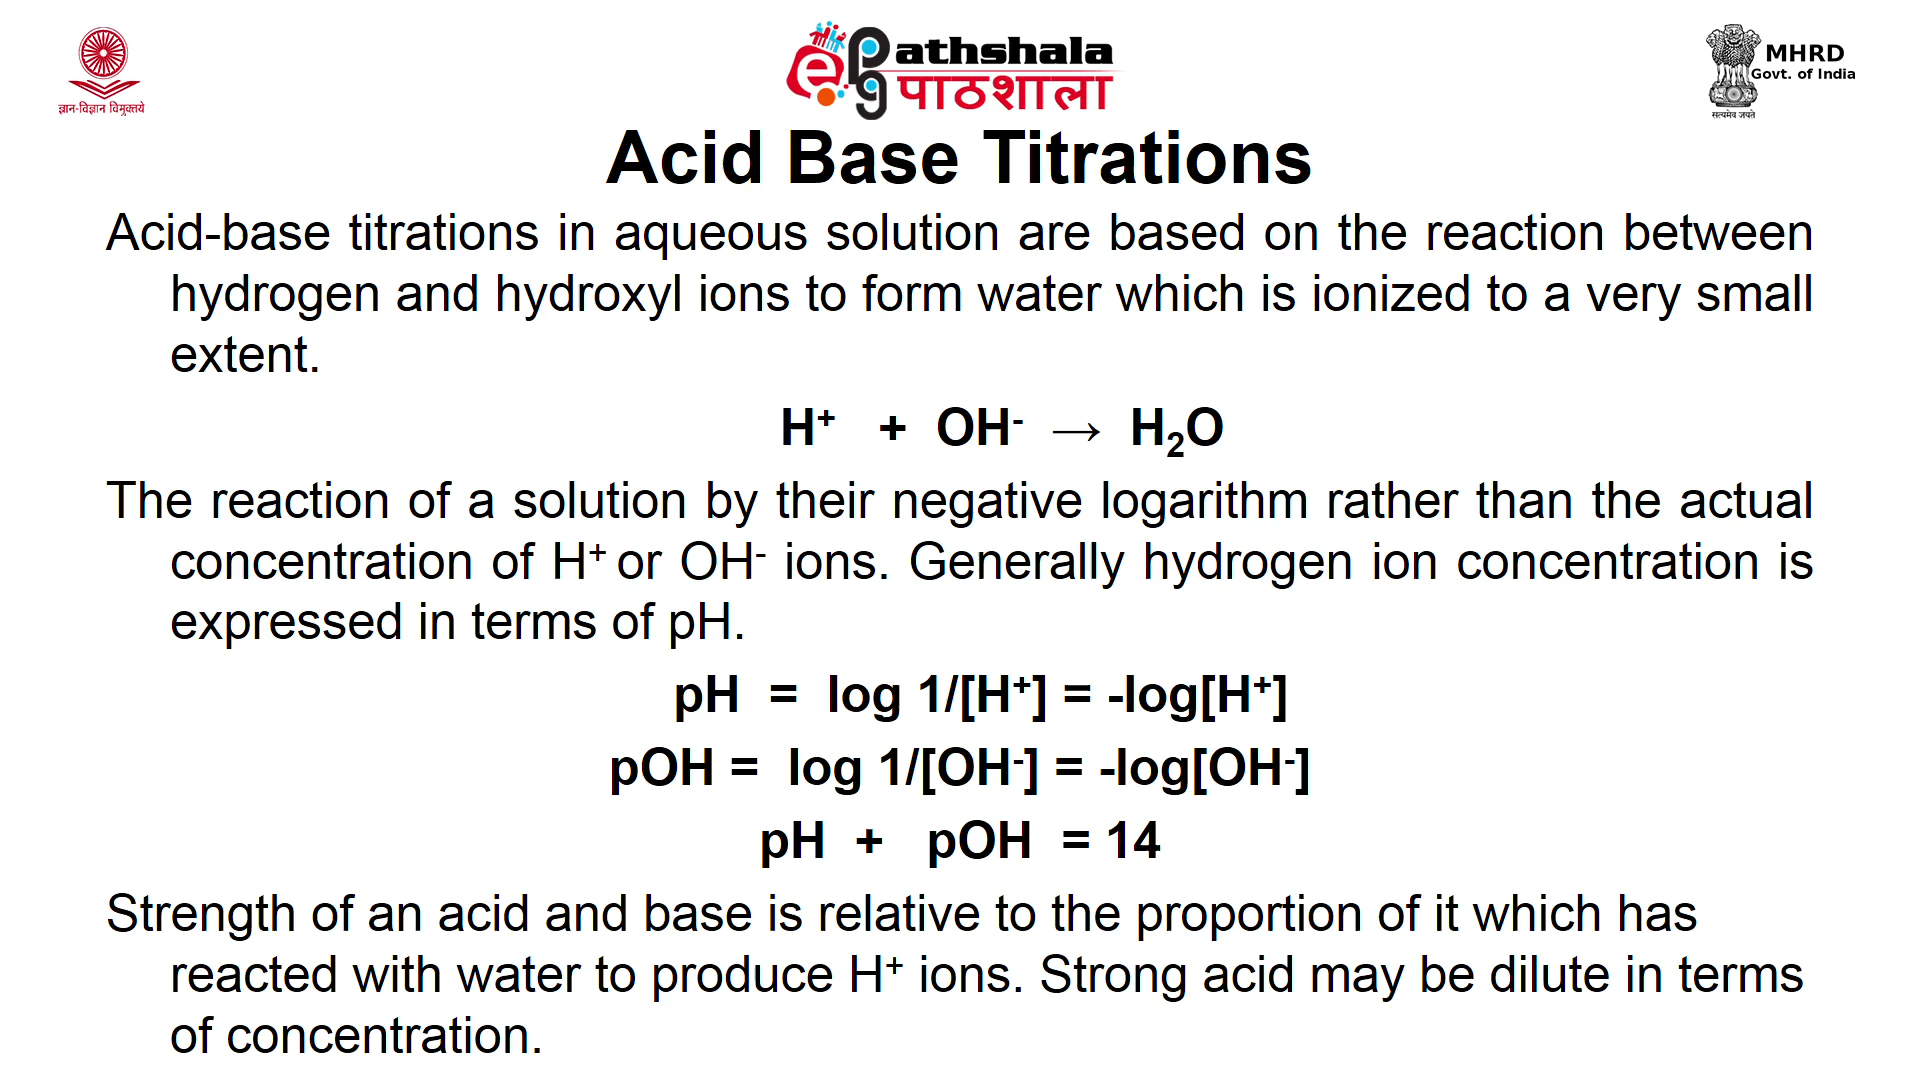 ज्ञान-विज्ञान विमुक्तये
e PG athshala
पाठशाला
MHRD
Govt. of India
सत्यमेव जयते
Acid Base Titrations
Acid-base titrations in aqueous solution are based on the reaction between
hydrogen and hydroxyl ions to form water which is ionized to a very small
extent.
H⁺ + OH⁻ → H₂O
The reaction of a solution by their negative logarithm rather than the actual
concentration of H⁺ or OH⁻ ions. Generally hydrogen ion concentration is
expressed in terms of pH.
pH = log 1/[H⁺] = -log[H⁺]
pOH = log 1/[OH⁻] = -log[OH⁻]
pH + pOH = 14
Strength of an acid and base is relative to the proportion of it which has
reacted with water to produce H⁺ ions. Strong acid may be dilute in terms
of concentration.